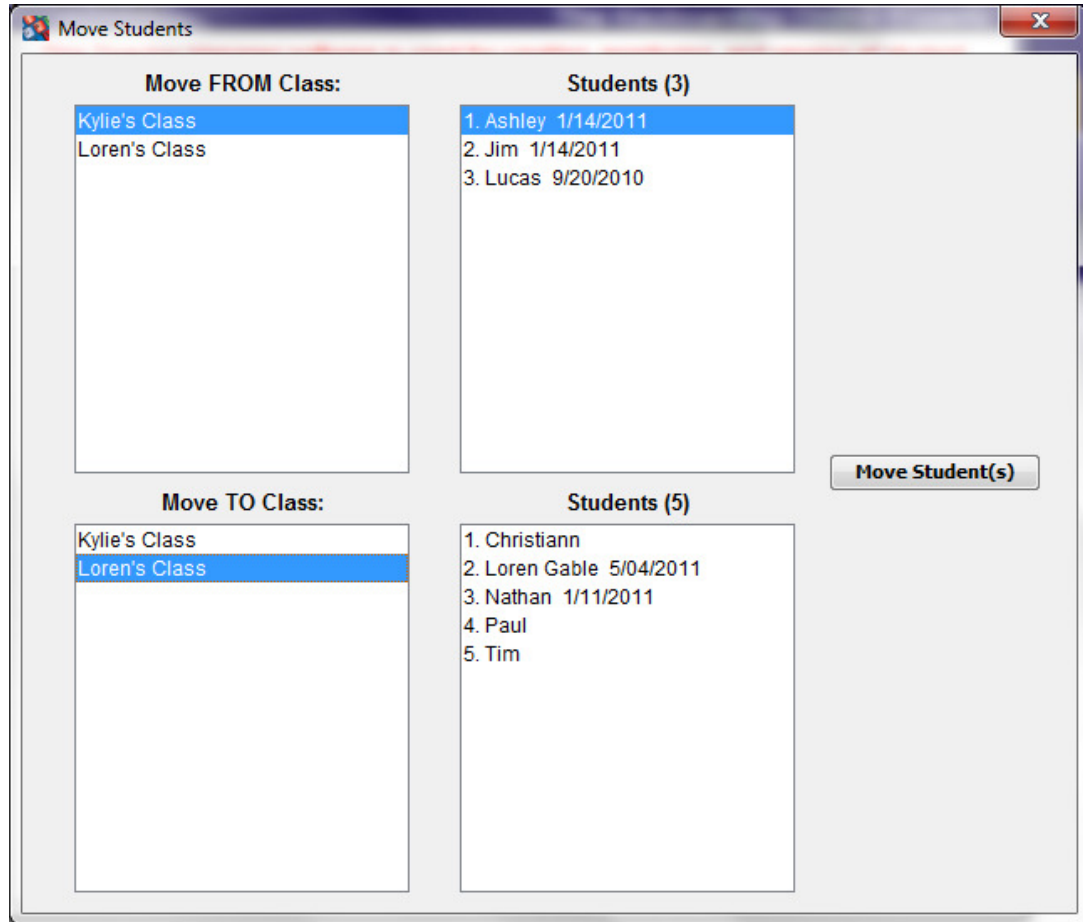 Move Students
Move FROM Class:
Kylie's Class
Loren's Class
Students (3)
1. Ashley 1/14/2011
2. Jim 1/14/2011
3. Lucas 9/20/2010
Move Student(s)
Move TO Class:
Kylie's Class
Loren's Class
Students (5)
1. Christiann
2. Loren Gable 5/04/2011
3. Nathan 1/11/2011
4. Paul
5. Tim